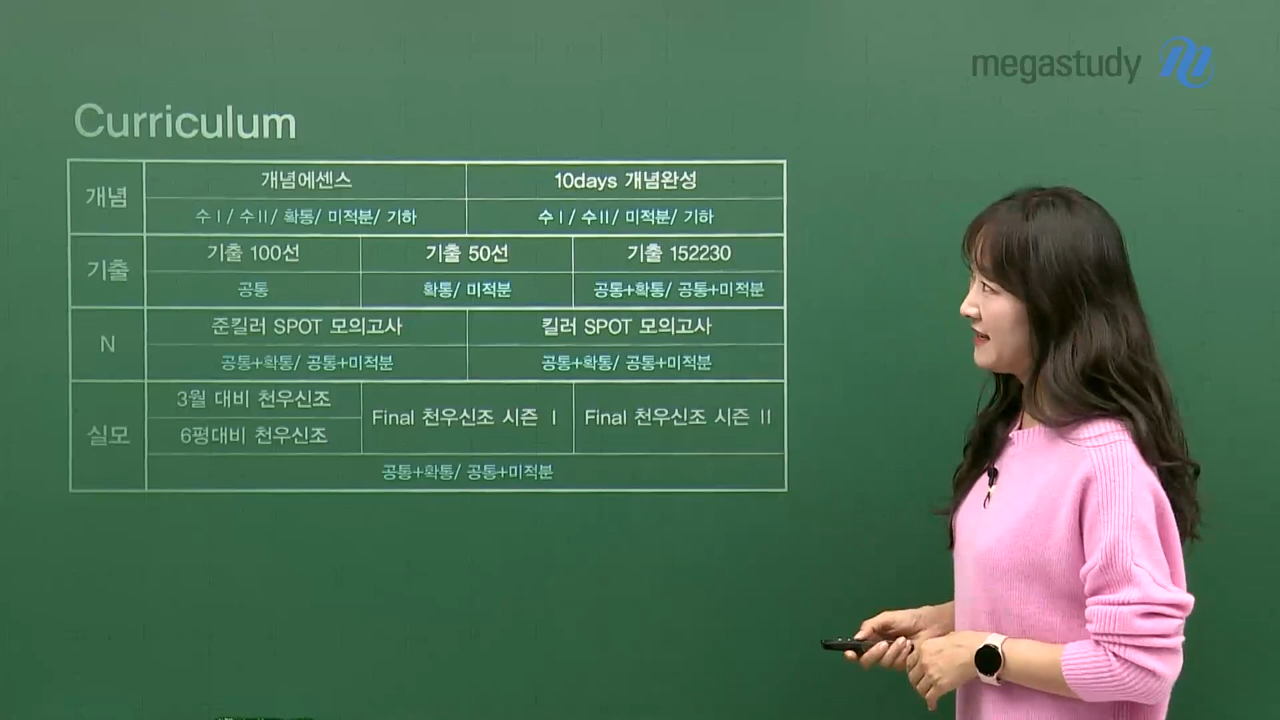 megastudy
Curriculum
개념
개념에센스
10days 개념완성
수Ⅰ/ 수Ⅱ/ 확통/ 미적분/ 기하
수Ⅰ/ 수Ⅱ/ 미적분/ 기하
기출
기출 100선
기출 50선
기출 152230
공통
확통/ 미적분
공통+확통/ 공통+미적분
N
준킬러 SPOT 모의고사
킬러 SPOT 모의고사
공통+확통/ 공통+미적분
공통+확통/ 공통+미적분
실모
3월 대비 천우신조
6평대비 천우신조
Final 천우신조 시즌 Ⅰ
Final 천우신조 시즌 Ⅱ
공통+확통/ 공통+미적분